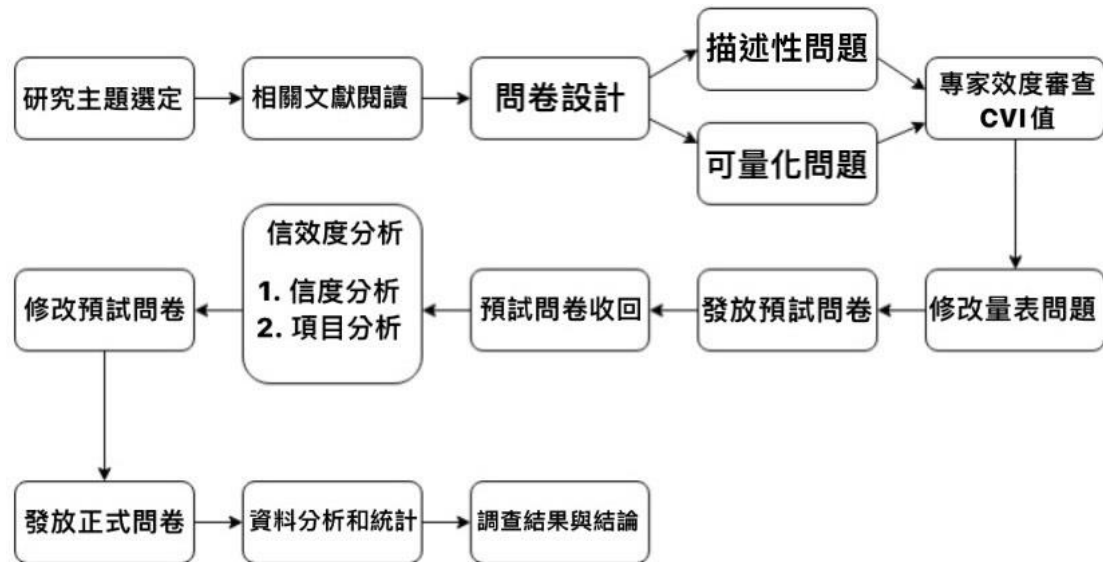 研究主題選定
相關文獻閱讀
問卷設計
描述性問題
可量化問題
專家效度審查
CVI值
修改量表問題
發放預試問卷
預試問卷收回
信效度分析
1. 信度分析
2. 項目分析
修改預試問卷
發放正式問卷
資料分析和統計
調查結果與結論